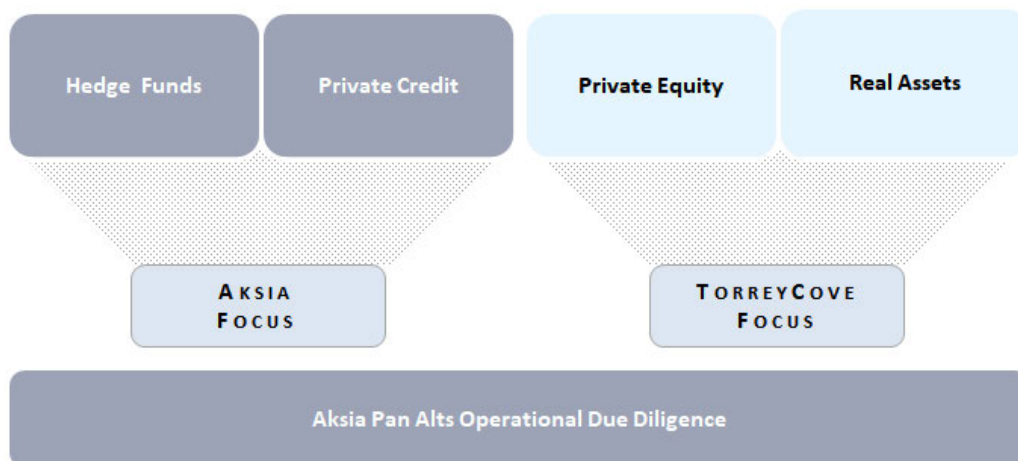 Hedge Funds
Private Credit
Private Equity
Real Assets
AKSIA
FOCUS
TORREYCOVE
FOCUS
Aksia Pan Alts Operational Due Diligence